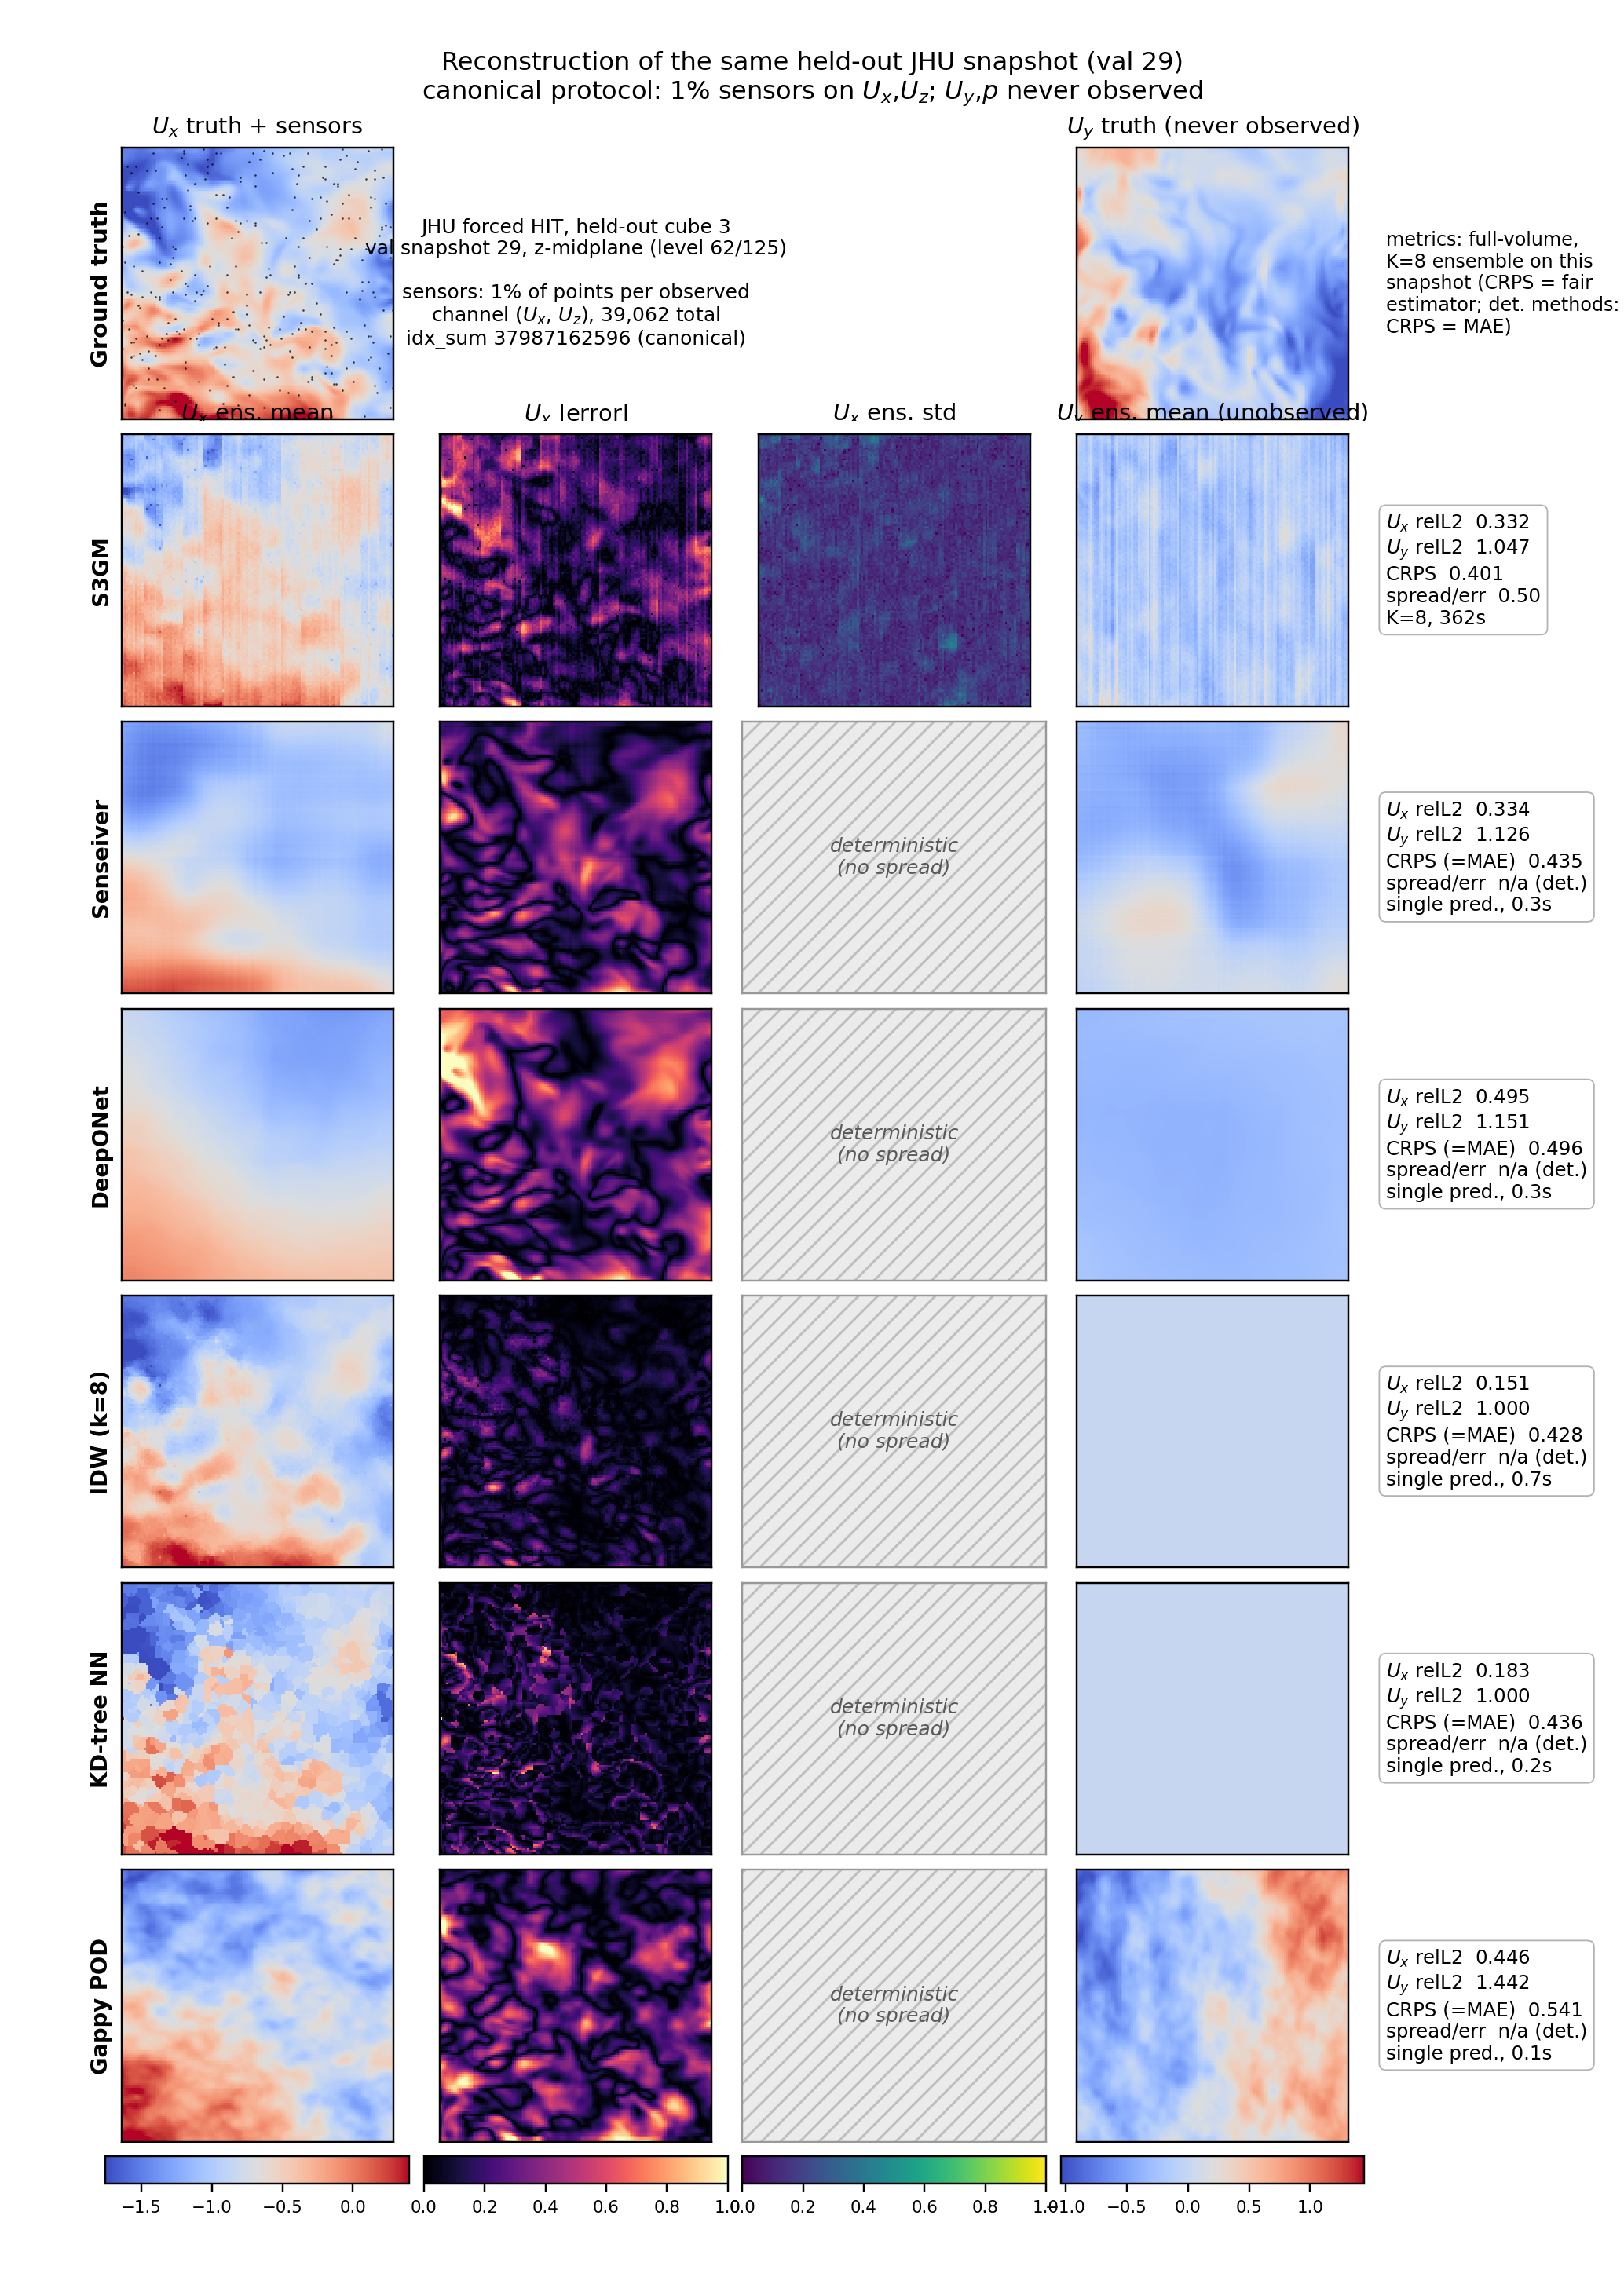 Reconstruction of the same held-out JHU snapshot (val 29)
canonical protocol: 1% sensors on Ux,Uz; Uy,p never observed
Ux truth + sensors
Uy truth (never observed)
Ground truth
JHU forced HIT, held-out cube 3
val snapshot 29, z-midplane (level 62/125)
sensors: 1% of points per observed
channel (Ux, Uz), 39,062 total
idx_sum 37987162596 (canonical)
metrics: full-volume,
K=8 ensemble on this
snapshot (CRPS = fair
estimator; det. methods:
CRPS = MAE)
Ux ens. mean
Ux |error|
Ux ens. std
Uy ens. mean (unobserved)
S3GM
Ux relL2 0.332
Uy relL2 1.047
CRPS 0.401
spread/err 0.50
K=8, 362s
Senseiver
deterministic
(no spread)
Ux relL2 0.334
Uy relL2 1.126
CRPS (=MAE) 0.435
spread/err n/a (det.)
single pred., 0.3s
DeepONet
deterministic
(no spread)
Ux relL2 0.495
Uy relL2 1.151
CRPS (=MAE) 0.496
spread/err n/a (det.)
single pred., 0.3s
IDW (k=8)
deterministic
(no spread)
Ux relL2 0.151
Uy relL2 1.000
CRPS (=MAE) 0.428
spread/err n/a (det.)
single pred., 0.7s
KD-tree NN
deterministic
(no spread)
Ux relL2 0.183
Uy relL2 1.000
CRPS (=MAE) 0.436
spread/err n/a (det.)
single pred., 0.2s
Gappy POD
deterministic
(no spread)
Ux relL2 0.446
Uy relL2 1.442
CRPS (=MAE) 0.541
spread/err n/a (det.)
single pred., 0.1s
−1.5 −1.0 −0.5 0.0
0.0 0.2 0.4 0.6 0.8 1.0
0.0 0.2 0.4 0.6 0.8 1.0
−1.0 −0.5 0.0 0.5 1.0